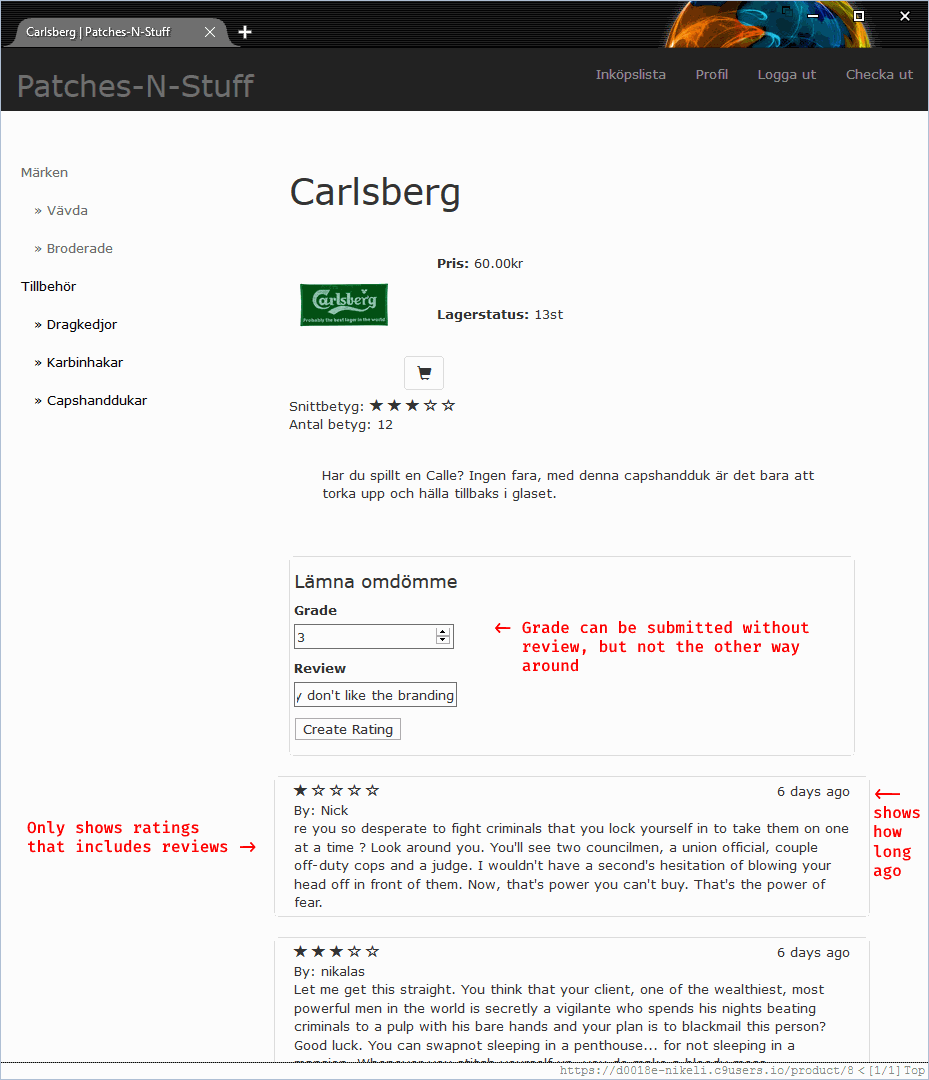 Carlsberg | Patches-N-Stuff
Patches-N-Stuff
Inköpslista Profil Logga ut Checka ut
Märken
» Vävda
» Broderade
Tillbehör
» Dragkedjor
» Karbinhakar
» Capshanddukar
Carlsberg
Carlsberg
Probably the best lager in the world
Pris: 60.00kr
Lagerstatus: 13st
Snittbetyg: ★ ★ ★ ☆ ☆
Antal betyg: 12
Har du spillt en Calle? Ingen fara, med denna capshandduk är det bara att
torka upp och hälla tillbaks i glaset.
Lämna omdömme
Grade
3
Review
y don't like the branding
Create Rating
← Grade can be submitted without
review, but not the other way
around
Only shows ratings
that includes reviews →
★ ☆ ☆ ☆ ☆ 6 days ago
By: Nick
re you so desperate to fight criminals that you lock yourself in to take them on one
at a time ? Look around you. You'll see two councilmen, a union official, couple
off-duty cops and a judge. I wouldn't have a second's hesitation of blowing your
head off in front of them. Now, that's power you can't buy. That's the power of
fear.
←
shows
how
long
ago
★ ★ ★ ☆ ☆ 6 days ago
By: nikalas
Let me get this straight. You think that your client, one of the wealthiest, most
powerful men in the world is secretly a vigilante who spends his nights beating
criminals to a pulp with his bare hands and your plan is to blackmail this person?
Good luck. You can swapnot sleeping in a penthouse... for not sleeping in a
mansion. Whenever you stitch yourself up, you do make a bloody mess.
https://d0018e-nikeli.c9users.io/product/8 < [1/1] Top